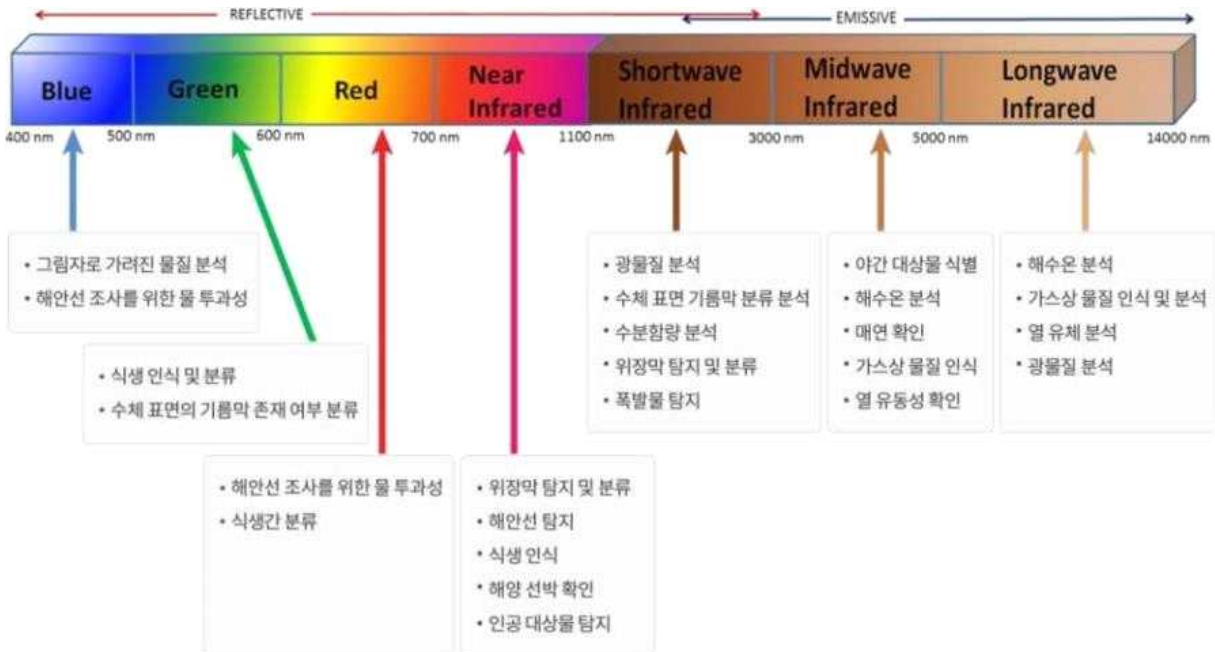 REFLECTIVE
EMISSIVE
Blue
Green
Red
Near
Infrared
Shortwave
Infrared
Midwave
Infrared
Longwave
Infrared
400 nm
500 nm
600 nm
700 nm
1100 nm
3000 nm
5000 nm
14000 nm
• 그림자로 가려진 물질 분석
• 해안선 조사를 위한 물 투과성
• 식생 인식 및 분류
• 수체 표면의 기름막 존재 여부 분류
• 해안선 조사를 위한 물 투과성
• 식생간 분류
• 위장막 탐지 및 분류
• 해안선 탐지
• 식생 인식
• 해양 선박 확인
• 인공 대상물 탐지
• 광물질 분석
• 수체 표면 기름막 분류 분석
• 수분함량 분석
• 위장막 탐지 및 분류
• 폭발물 탐지
• 야간 대상물 식별
• 해수온 분석
• 매연 확인
• 가스상 물질 인식
• 열 유동성 확인
• 해수온 분석
• 가스상 물질 인식 및 분석
• 열 유체 분석
• 광물질 분석